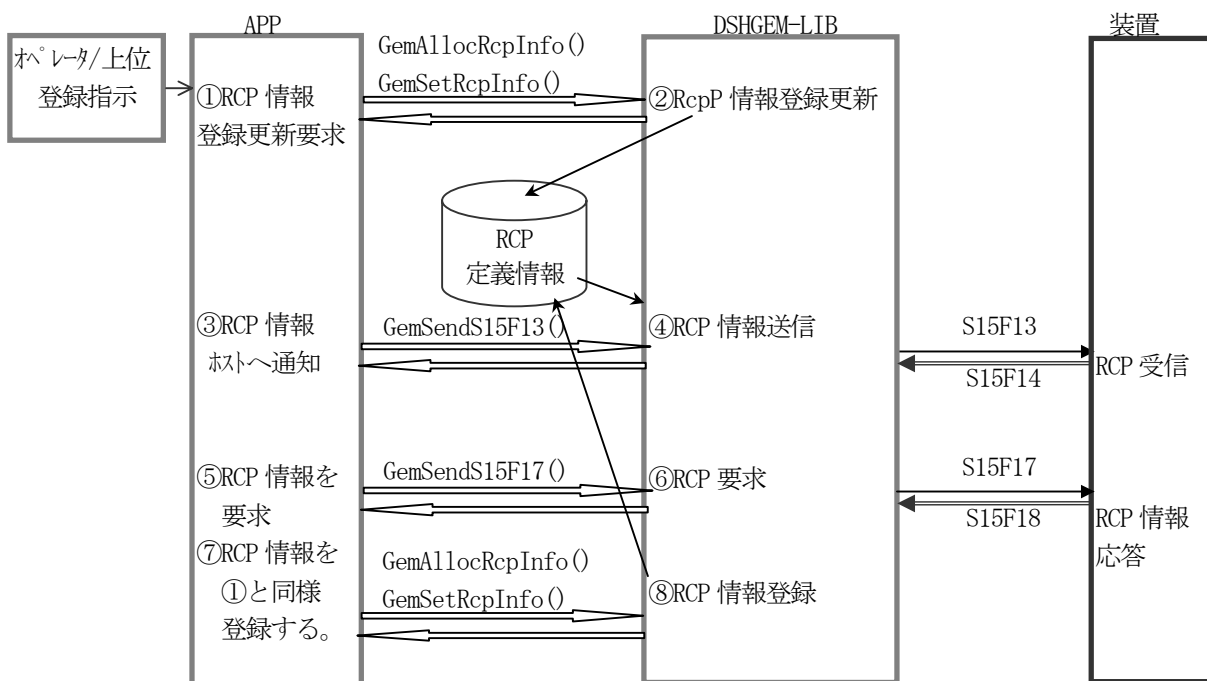 APP
DSHGEM-LIB
装置
ｵﾍﾟﾚｰﾀ/上位
登録指示
GemAllocRcpInfo()
GemSetRcpInfo()
①RCP 情報
登録更新要求
②RcpP 情報登録更新
RCP
定義情報
③RCP 情報
ﾎｽﾄへ通知
GemSendS15F13()
④RCP 情報送信
S15F13
S15F14
RCP 受信
⑤RCP 情報を
要求
GemSendS15F17()
⑥RCP 要求
S15F17
S15F18
RCP 情報
応答
⑦RCP 情報を
①と同様
登録する。
GemAllocRcpInfo()
GemSetRcpInfo()
⑧RCP 情報登録